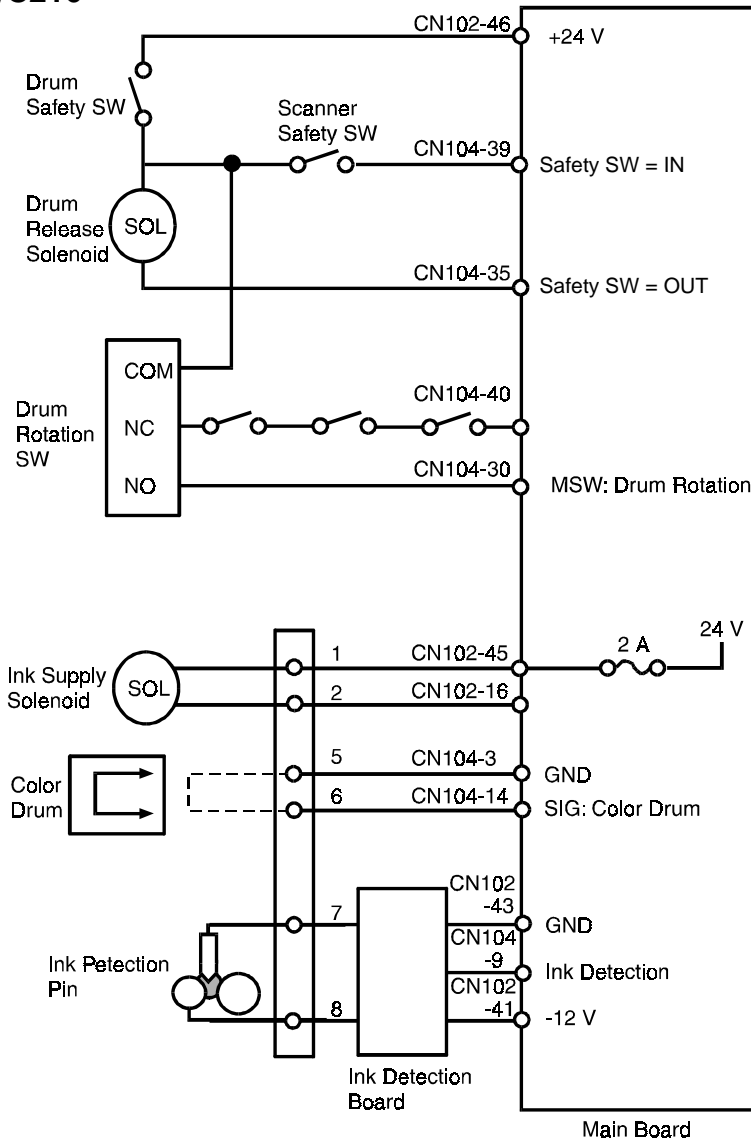 CN102-46
+24 V
Drum
Safety SW
Scanner
Safety SW
CN104-39
Safety SW = IN
Drum
Release
Solenoid
SOL
CN104-35
Safety SW = OUT
COM
Drum
Rotation
SW
NC
CN104-40
NO
CN104-30
MSW: Drum Rotation
24 V
2 A
Ink Supply
Solenoid
SOL
1
CN102-45
2
CN102-16
Color
Drum
5
CN104-3
GND
6
CN104-14
SIG: Color Drum
Ink Petection
Pin
7
CN102
-43
GND
CN104
-9
Ink Detection
8
CN102
-41
-12 V
Ink Detection
Board
Main Board